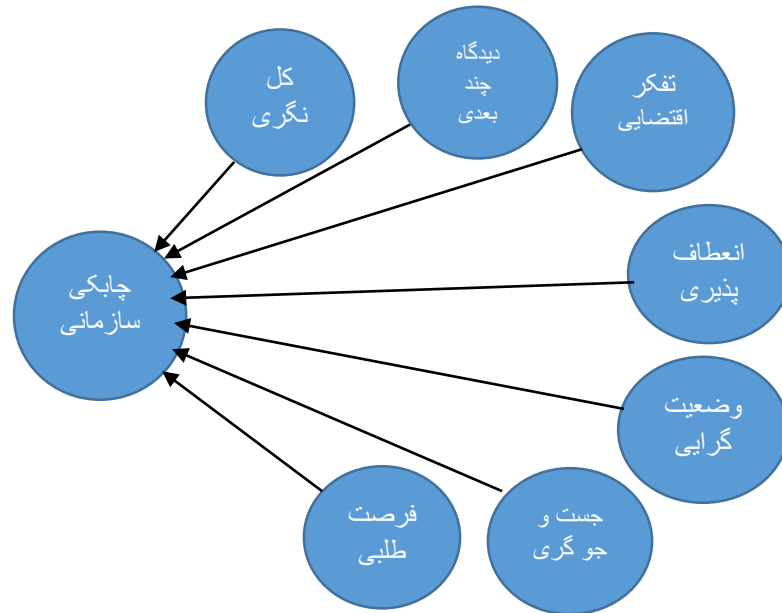 کل
نگری
دیدگاه
چند
بعدی
تفکر
اقتضایی
انعطاف
پذیری
چابکی
سازمانی
وضعیت
گرایی
جست و
جو گری
فرصت
طلبی